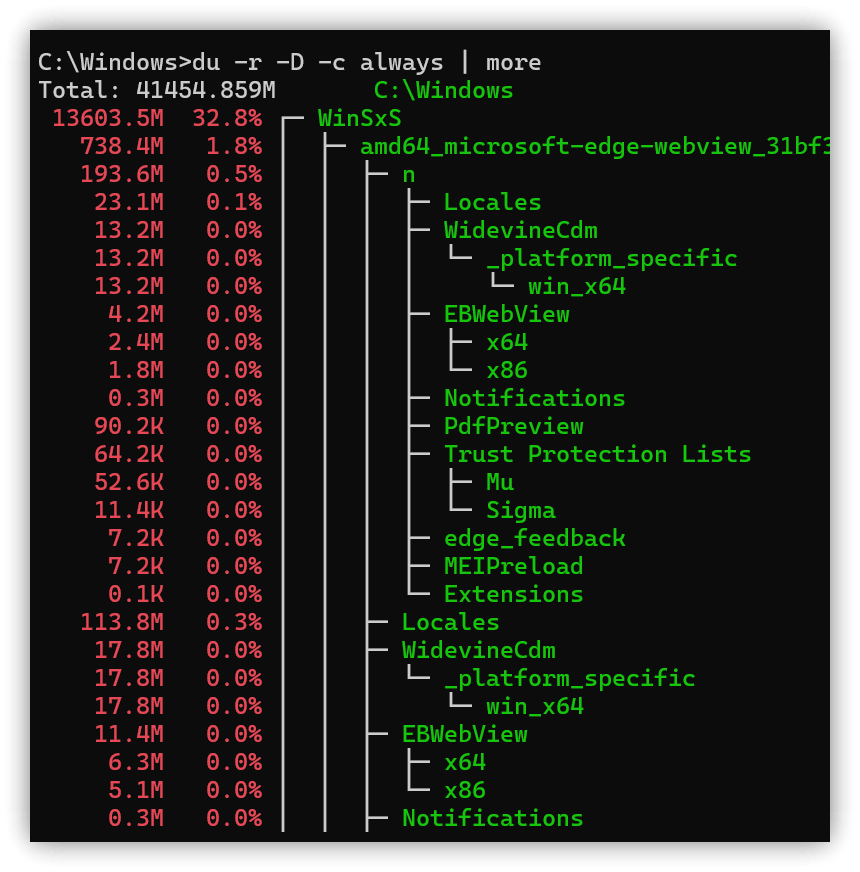 C:\Windows>du -r -D -c always | more
Total: 41454.859M C:\Windows
13603.5M 32.8% WinSxS
738.4M 1.8% amd64_microsoft-edge-webview_31bf3
193.6M 0.5% n
23.1M 0.1% Locales
13.2M 0.0% WidevineCdm
13.2M 0.0% _platform_specific
13.2M 0.0% win_x64
4.2M 0.0% EBWebView
2.4M 0.0% x64
1.8M 0.0% x86
0.3M 0.0% Notifications
90.2K 0.0% PdfPreview
64.2K 0.0% Trust Protection Lists
52.6K 0.0% Mu
11.4K 0.0% Sigma
7.2K 0.0% edge_feedback
7.2K 0.0% MEIPreload
0.1K 0.0% Extensions
113.8M 0.3% Locales
17.8M 0.0% WidevineCdm
17.8M 0.0% _platform_specific
17.8M 0.0% win_x64
11.4M 0.0% EBWebView
6.3M 0.0% x64
5.1M 0.0% x86
0.3M 0.0% Notifications